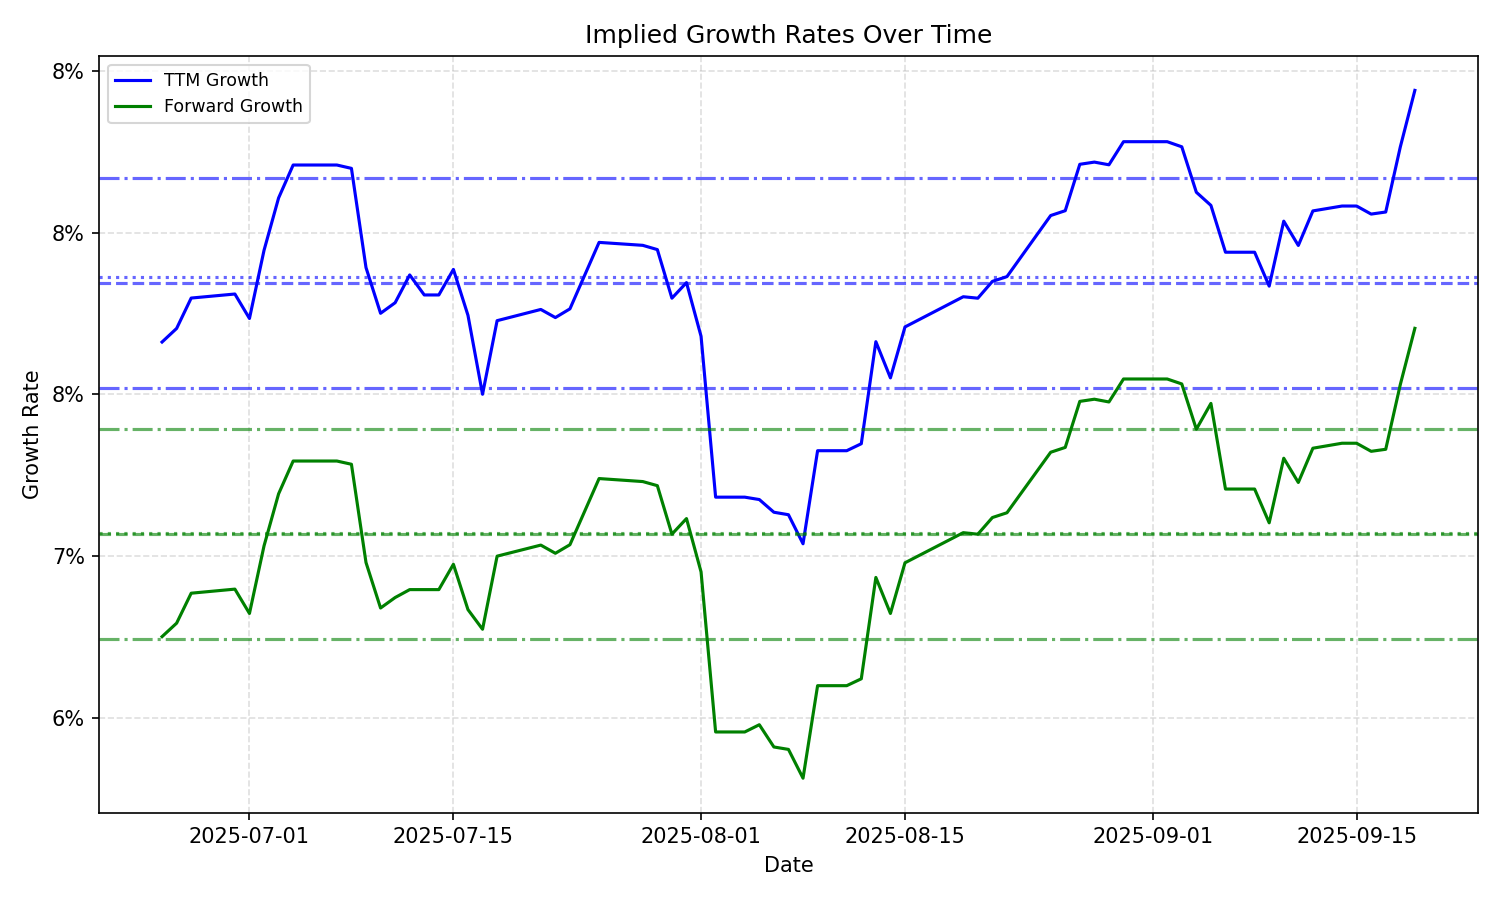 Implied Growth Rates Over Time
TTM Growth
Forward Growth
8%
8%
8%
7%
6%
Growth Rate
2025-07-01
2025-07-15
2025-08-01
2025-08-15
2025-09-01
2025-09-15
Date